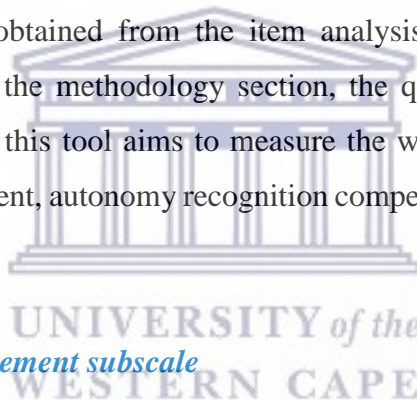 obtained from the item analysis
the methodology section, the q
this tool aims to measure the w
ent, autonomy recognition compe
UNIVERSITY of the
ement subscale
WESTERN CAPE